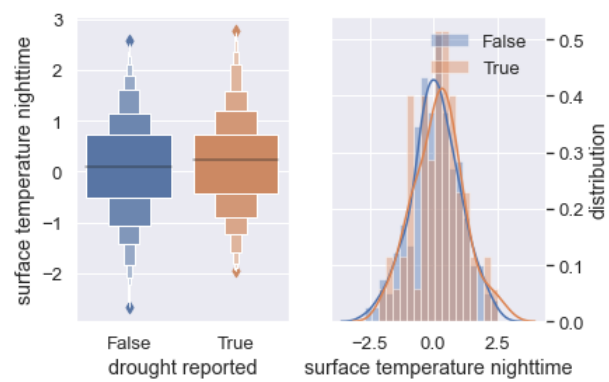 surface temperature nighttime
3
2
1
0
−1
−2
False
True
drought reported
False
True
0.5
0.4
0.3
0.2
0.1
0.0
distribution
−2.5
0.0
2.5
surface temperature nighttime